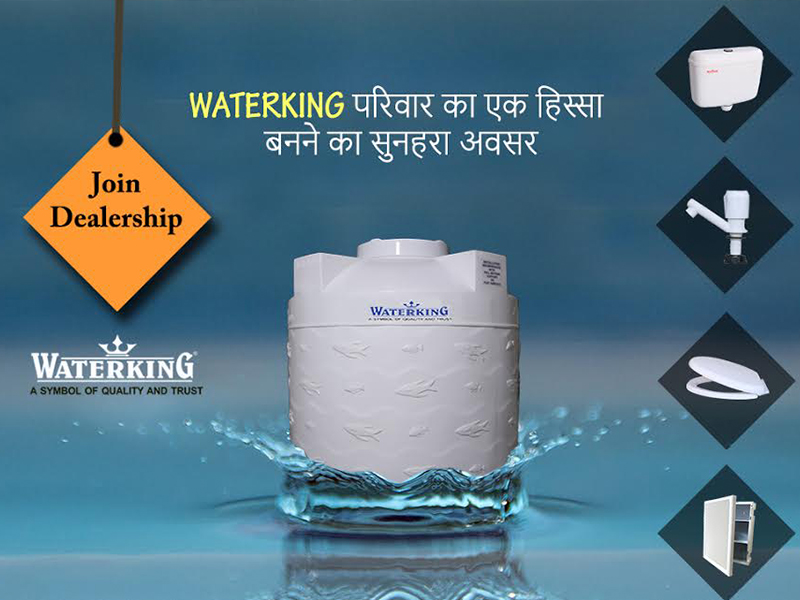 WATERKING परिवार का एक हिस्सा
बनने का सुनहरा अवसर
Join
Dealership
WATERKING®
A SYMBOL OF QUALITY AND TRUST
WATERKING
A SYMBOL OF QUALITY AND TRUST